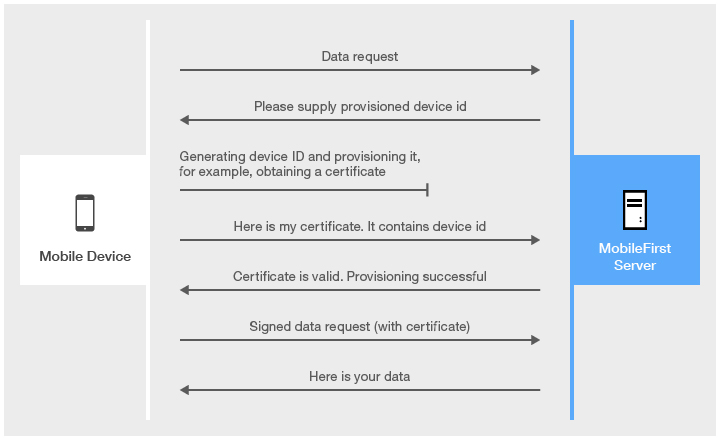 Data request
Please supply provisioned device id
Generating device ID and provisioning it,
for example, obtaining a certificate
Here is my certificate. It contains device id
Mobile Device
MobileFirst
Server
Certificate is valid. Provisioning successful
Signed data request (with certificate)
Here is your data